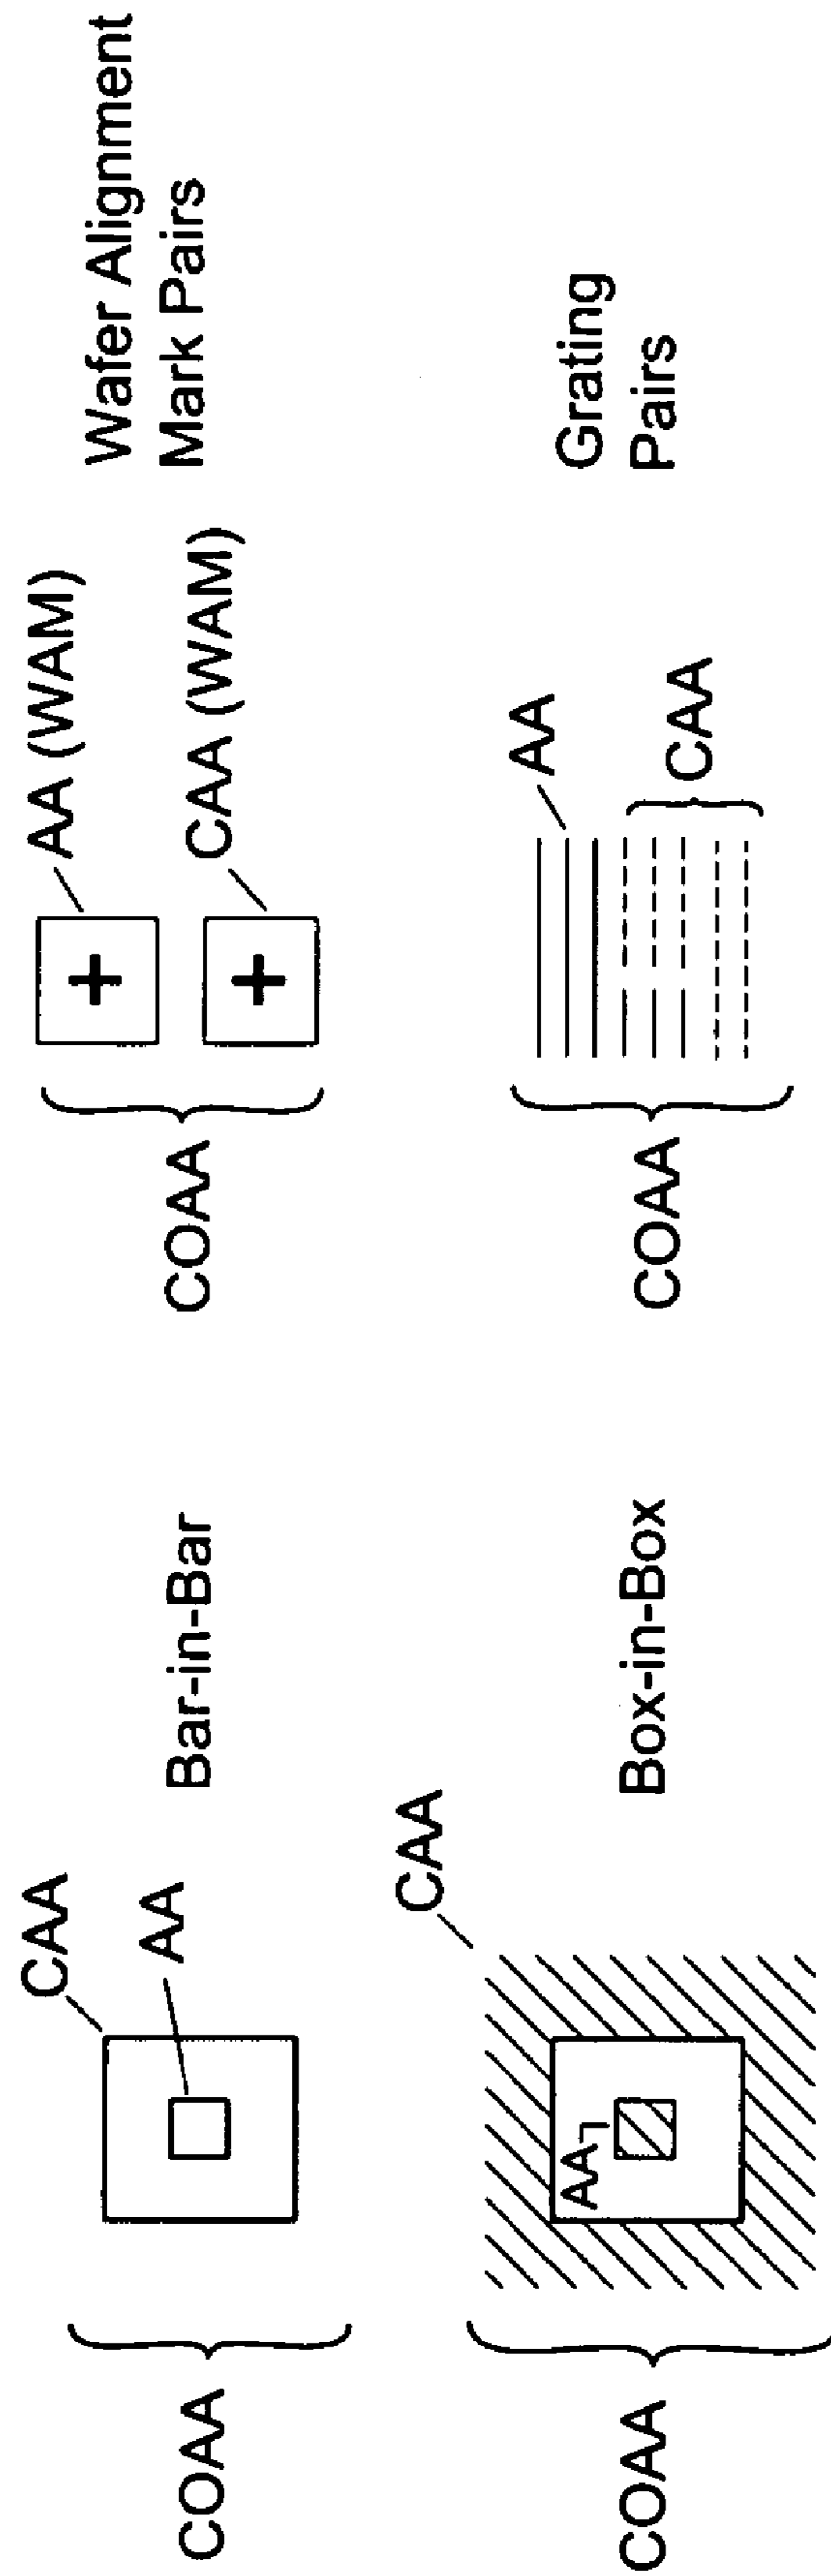 COAA
CAA
AA
Bar-in-Bar
COAA
AA (WAM)
CAA (WAM)
Wafer Alignment
Mark Pairs
COAA
AA
CAA
Box-in-Box
COAA
AA
CAA
Grating
Pairs